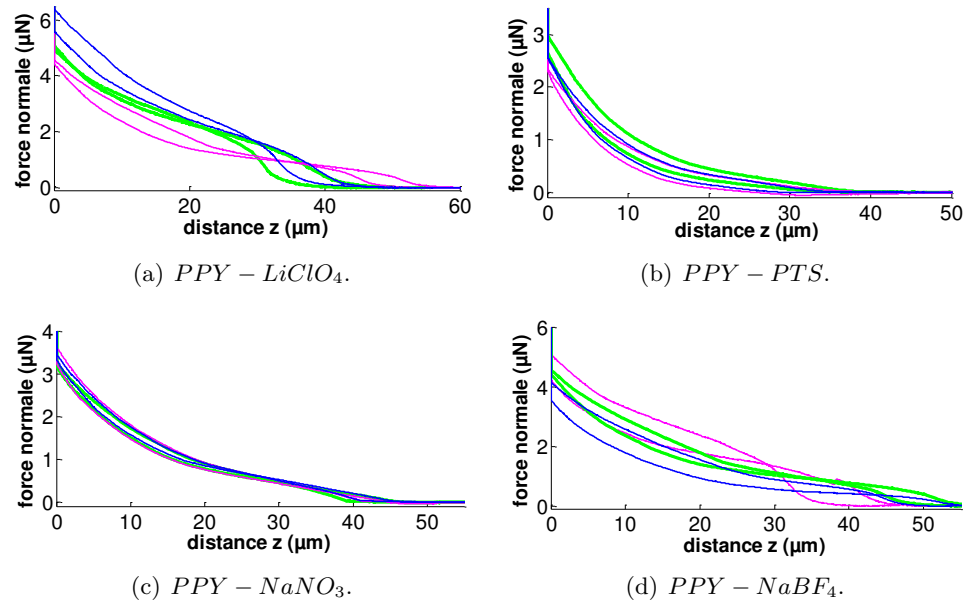 6
4
2
0
force normale (µN)
0 20 40 60
distance z (µm)
(a) PPY – LiClO4.
3
2
1
0
force normale (µN)
0 10 20 30 40 50
distance z (µm)
(b) PPY – PTS.
4
3
2
1
0
force normale (µN)
0 10 20 30 40 50
distance z (µm)
(c) PPY – NaNO3.
6
4
2
0
force normale (µN)
0 10 20 30 40 50
distance z (µm)
(d) PPY – NaBF4.